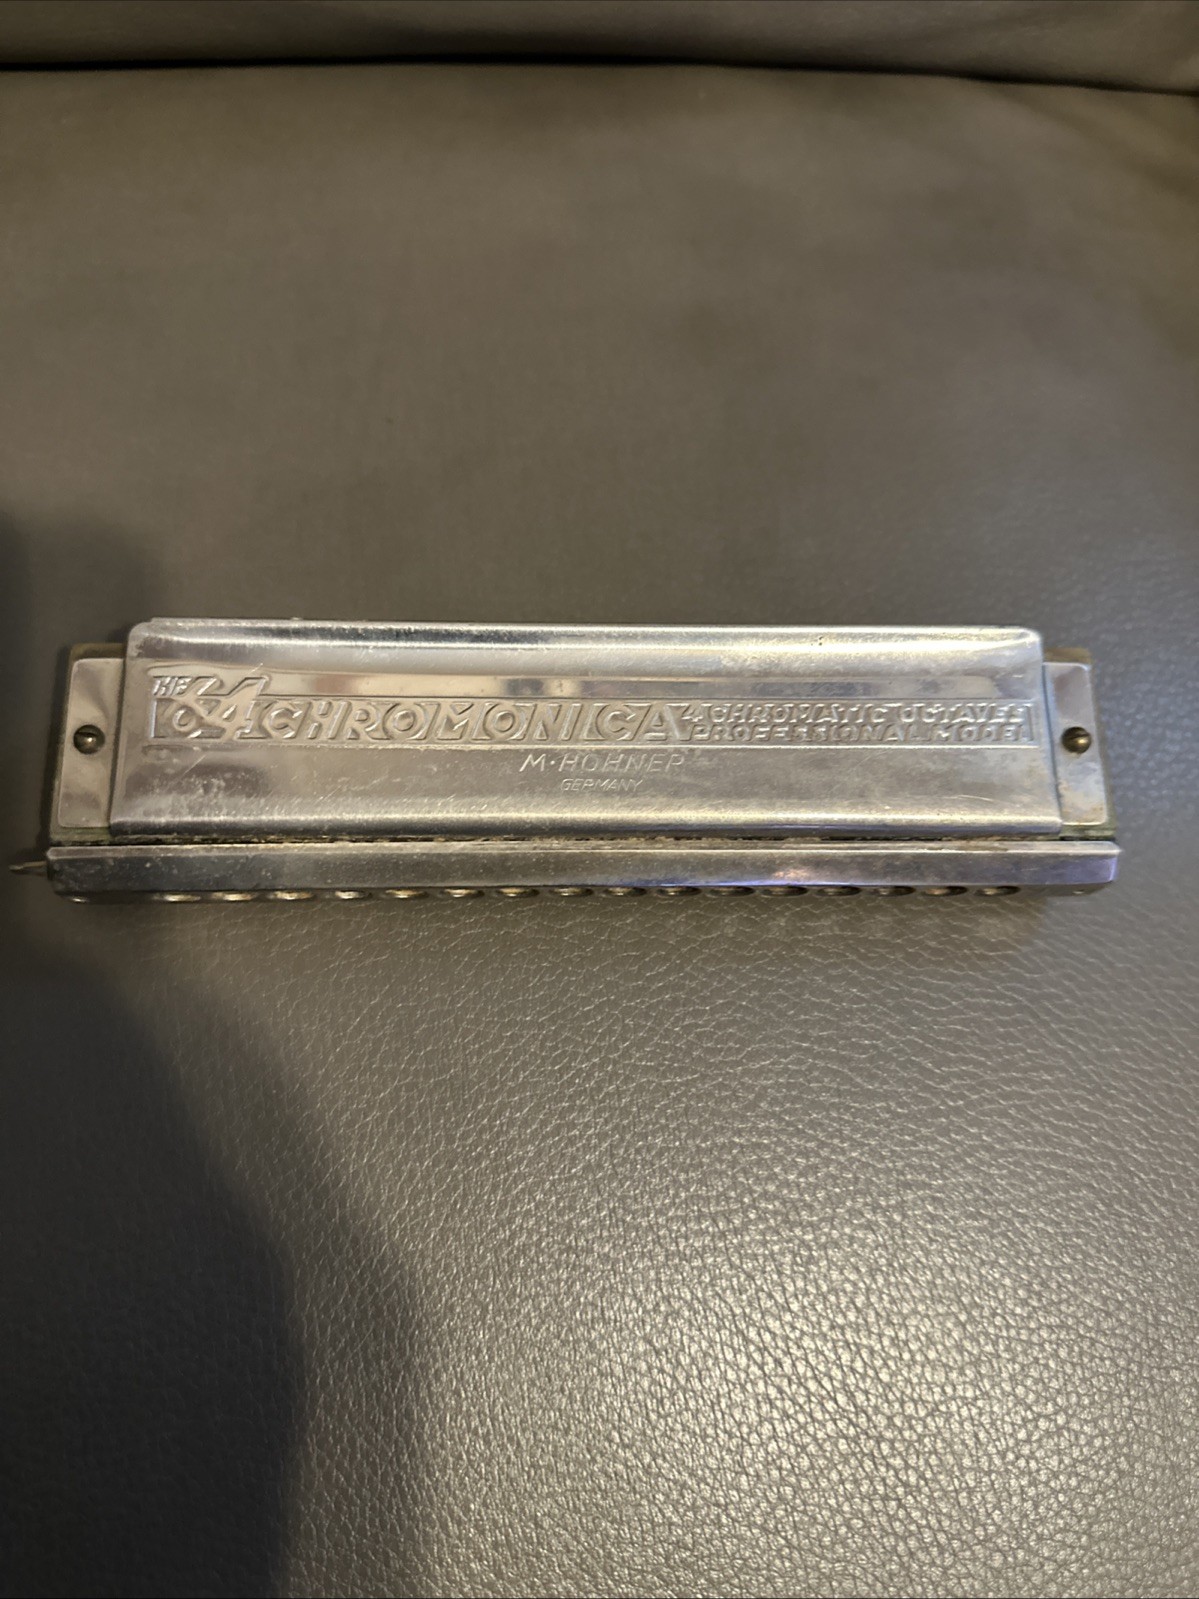 THE
64 CHROMONICA 4 CHROMATIC OCTAVES
PROFESSIONAL MODEL
M·HOHNER
GERMANY